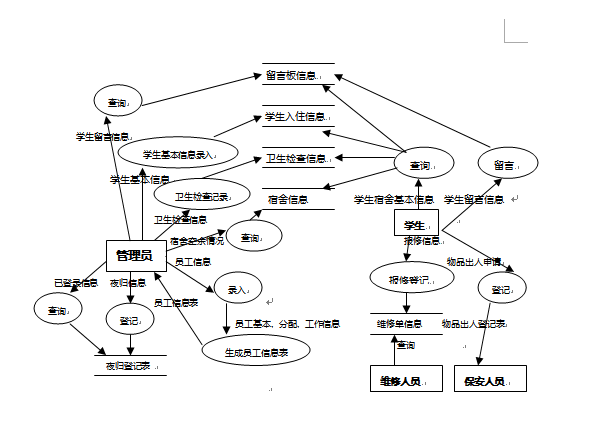 留言板信息
查询
学生入住信息
学生留言信息
学生基本信息录入
卫生检查信息
查询
留言
学生基本信息
卫生检查记录
宿舍信息
学生宿舍基本信息
学生留言信息
卫生检查信息
学生
宿舍空余情况
查询
报修信息
管理员
员工信息
物品出入申请
已登录信息
夜归信息
录入
报修登记
登记
查询
登记
员工信息表
员工基本、分配、工作信息
维修单信息
物品出入登记表
查询
生成员工信息表
夜归登记表
维修人员
保安人员